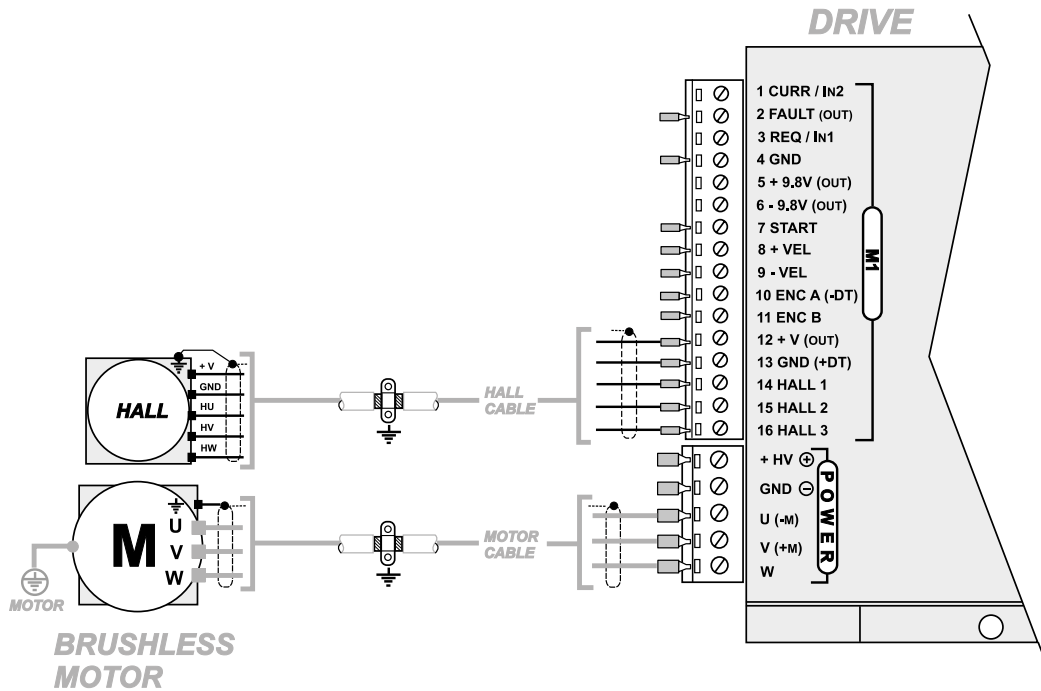 DRIVE
1 CURR / IN2
2 FAULT (OUT)
3 REQ / IN1
4 GND
5 + 9.8V (OUT)
6 - 9.8V (OUT)
7 START
8 + VEL
9 - VEL
10 ENC A (-DT)
11 ENC B
12 + V (OUT)
13 GND (+DT)
14 HALL 1
15 HALL 2
16 HALL 3
M1
+ HV +
GND -
U (-M)
V (+M)
W
POWER
HALL
+ V
GND
HU
HV
HW
HALL
CABLE
M
U
V
W
MOTOR
MOTOR
CABLE
BRUSHLESS
MOTOR